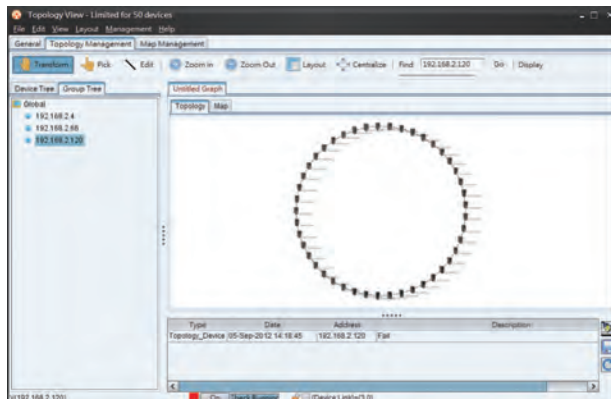 Topology View - Limited for 50 devices
File Edit View Layout Management Help
General Topology Management Map Management
Transform Pick Edit Zoom in Zoom Out Layout Centralize Find 192.168.2.120 Go Display
Device Tree Group Tree
Untitled Graph
Global
Topology Map
192.168.2.4
192.168.2.66
192.168.2.120
Type Date Address Description
Topology_Device 05-Sep-2012 14:18:45 192.168.2.120 Fail